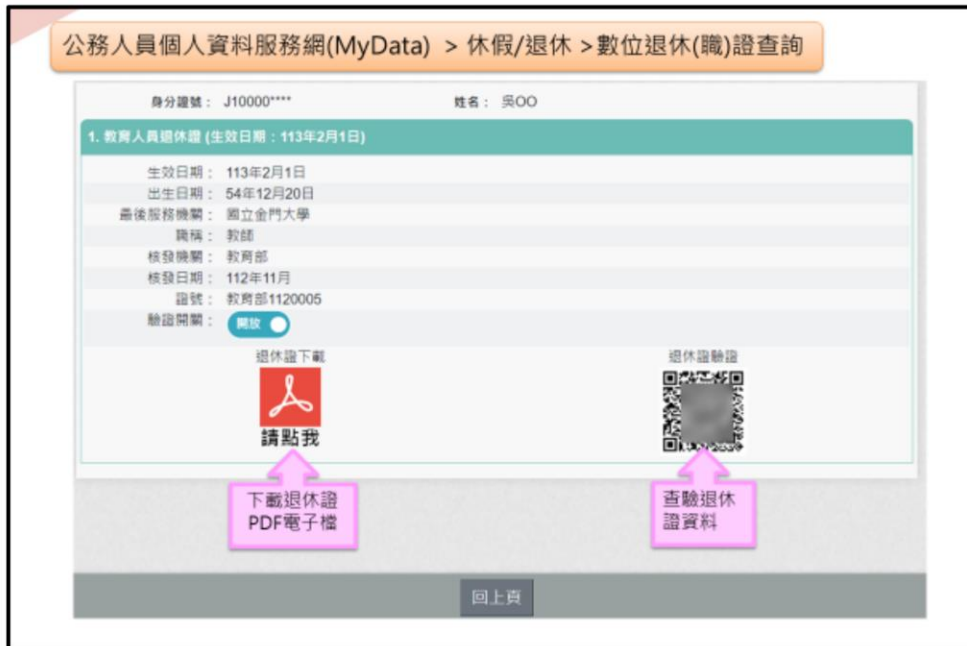 公務人員個人資料服務網(MyData) > 休假/退休 >數位退休(職)證查詢
身分證號： J10000**** 姓名： 吳OO
1. 教育人員退休證 (生效日期：113年2月1日)
生效日期： 113年2月1日
出生日期： 54年12月20日
最後服務機關： 國立金門大學
職稱： 教師
核發機關： 教育部
核發日期： 112年11月
證號： 教育部1120005
驗證開關： 開放
退休證下載 退休證驗證
請點我
下載退休證
PDF電子檔
查驗退休
證資料
回上頁